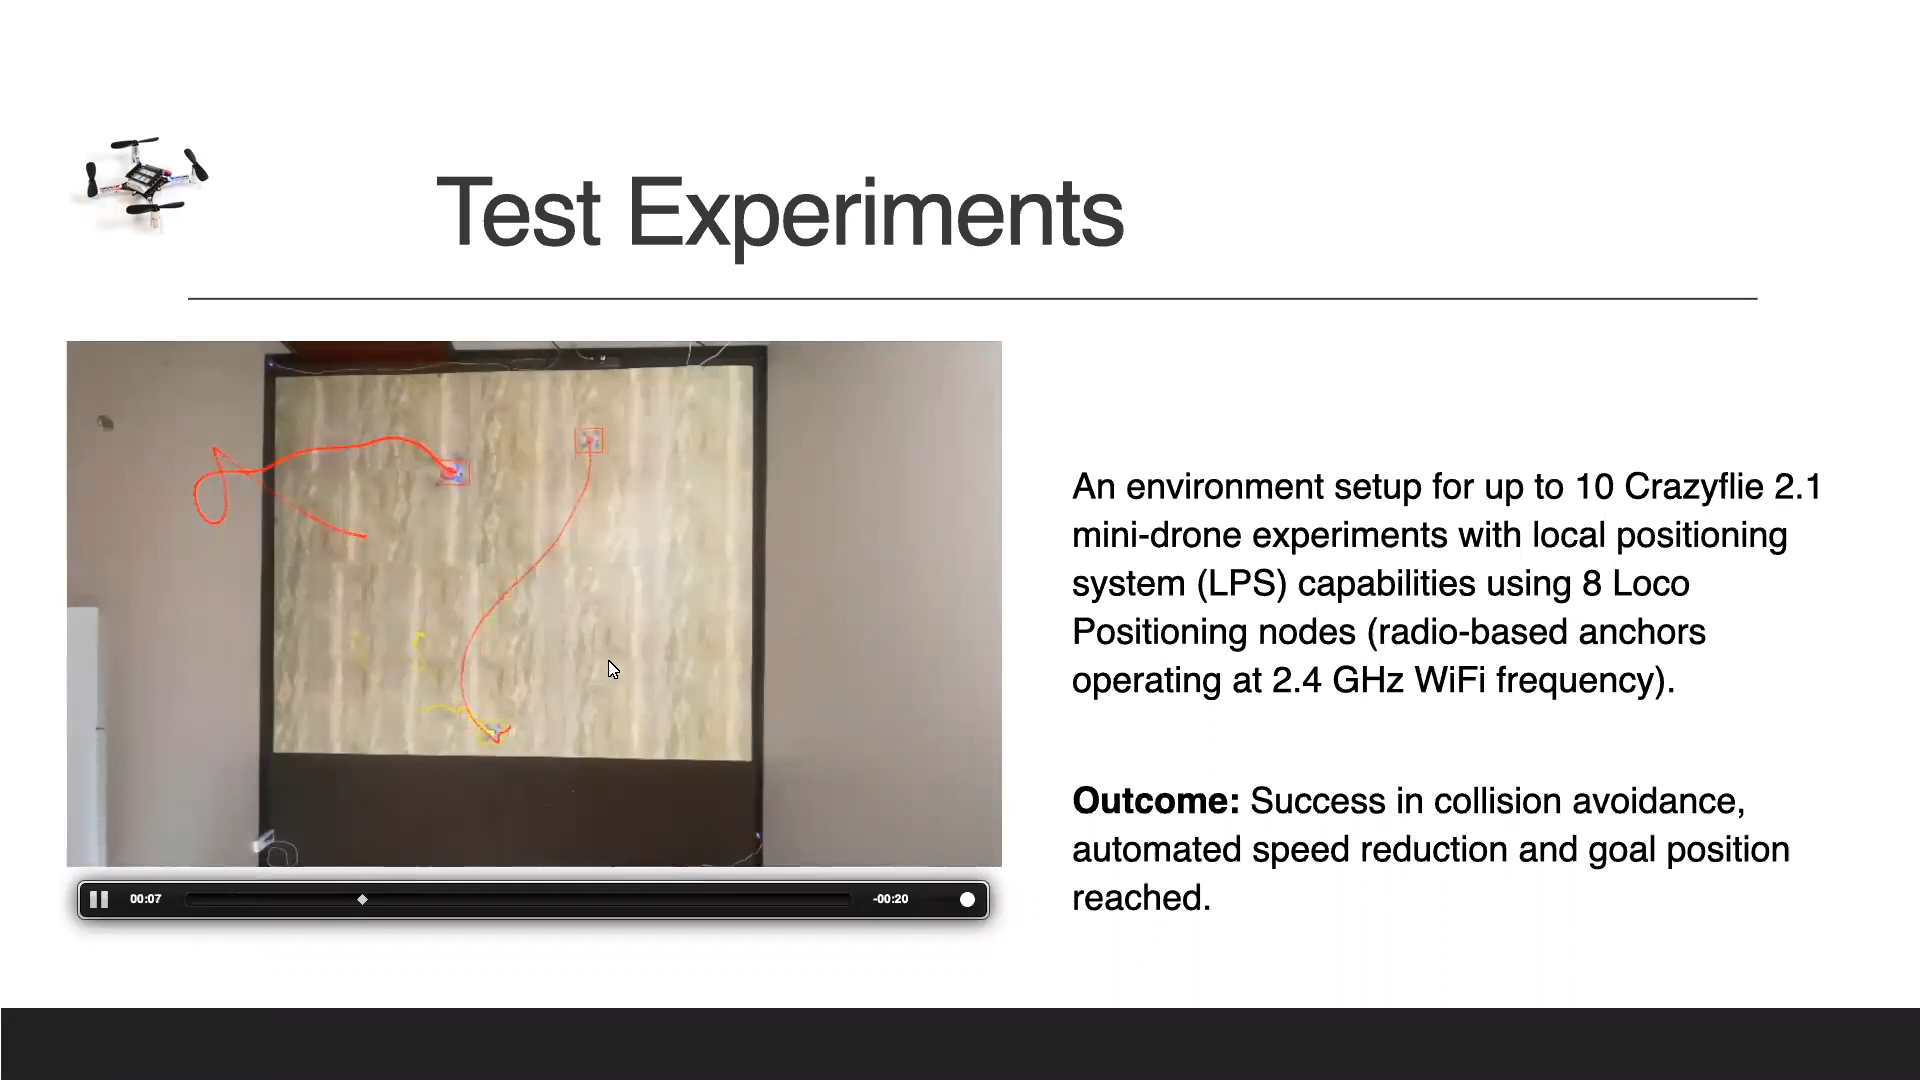 Test Experiments
An environment setup for up to 10 Crazyflie 2.1
mini-drone experiments with local positioning
system (LPS) capabilities using 8 Loco
Positioning nodes (radio-based anchors
operating at 2.4 GHz WiFi frequency).
Outcome: Success in collision avoidance,
automated speed reduction and goal position
reached.
00:07
-00:20